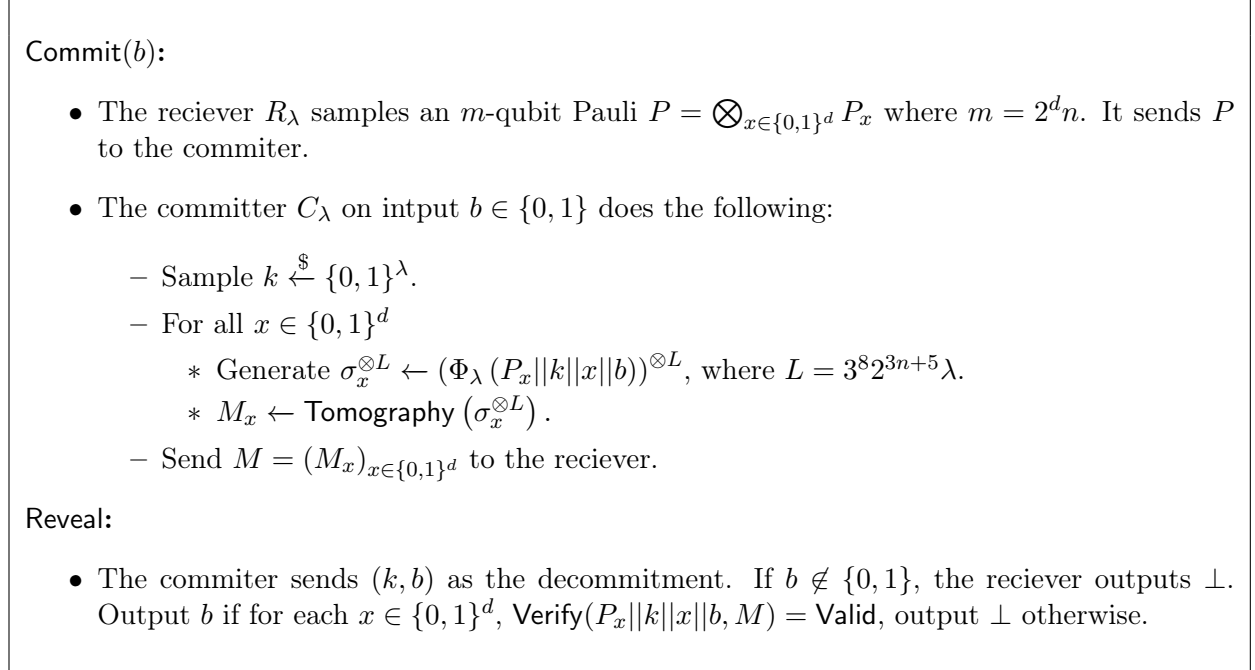 Commit(b):
• The reciever R_λ samples an m-qubit Pauli P = ⨂_{x∈{0,1}^d} P_x where m = 2^d n. It sends P
to the commiter.
• The committer C_λ on intput b ∈ {0, 1} does the following:
– Sample k ←$ {0, 1}^λ.
– For all x ∈ {0, 1}^d
∗ Generate σ_x^{⊗L} ← (Φ_λ (P_x||k||x||b))^{⊗L}, where L = 3^8 2^{3n+5} λ.
∗ M_x ← Tomography (σ_x^{⊗L}).
– Send M = (M_x)_{x∈{0,1}^d} to the reciever.
Reveal:
• The commiter sends (k, b) as the decommitment. If b ∉ {0, 1}, the reciever outputs ⊥.
Output b if for each x ∈ {0, 1}^d, Verify(P_x||k||x||b, M) = Valid, output ⊥ otherwise.